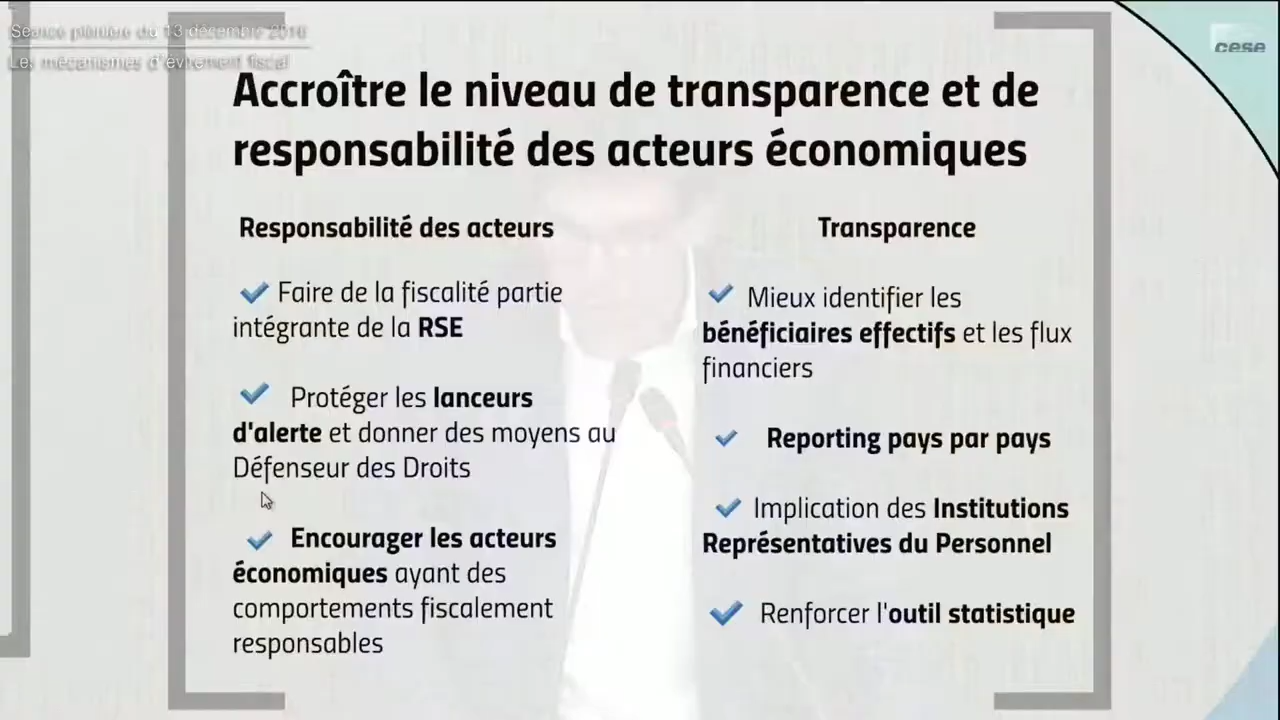 Séance plénière du 13 décembre 2016
Les mécanismes d'évitement fiscal
cese
Accroître le niveau de transparence et de
responsabilité des acteurs économiques
Responsabilité des acteurs
Faire de la fiscalité partie
intégrante de la RSE
Protéger les lanceurs
d'alerte et donner des moyens au
Défenseur des Droits
Encourager les acteurs
économiques ayant des
comportements fiscalement
responsables
Transparence
Mieux identifier les
bénéficiaires effectifs et les flux
financiers
Reporting pays par pays
Implication des Institutions
Représentatives du Personnel
Renforcer l'outil statistique